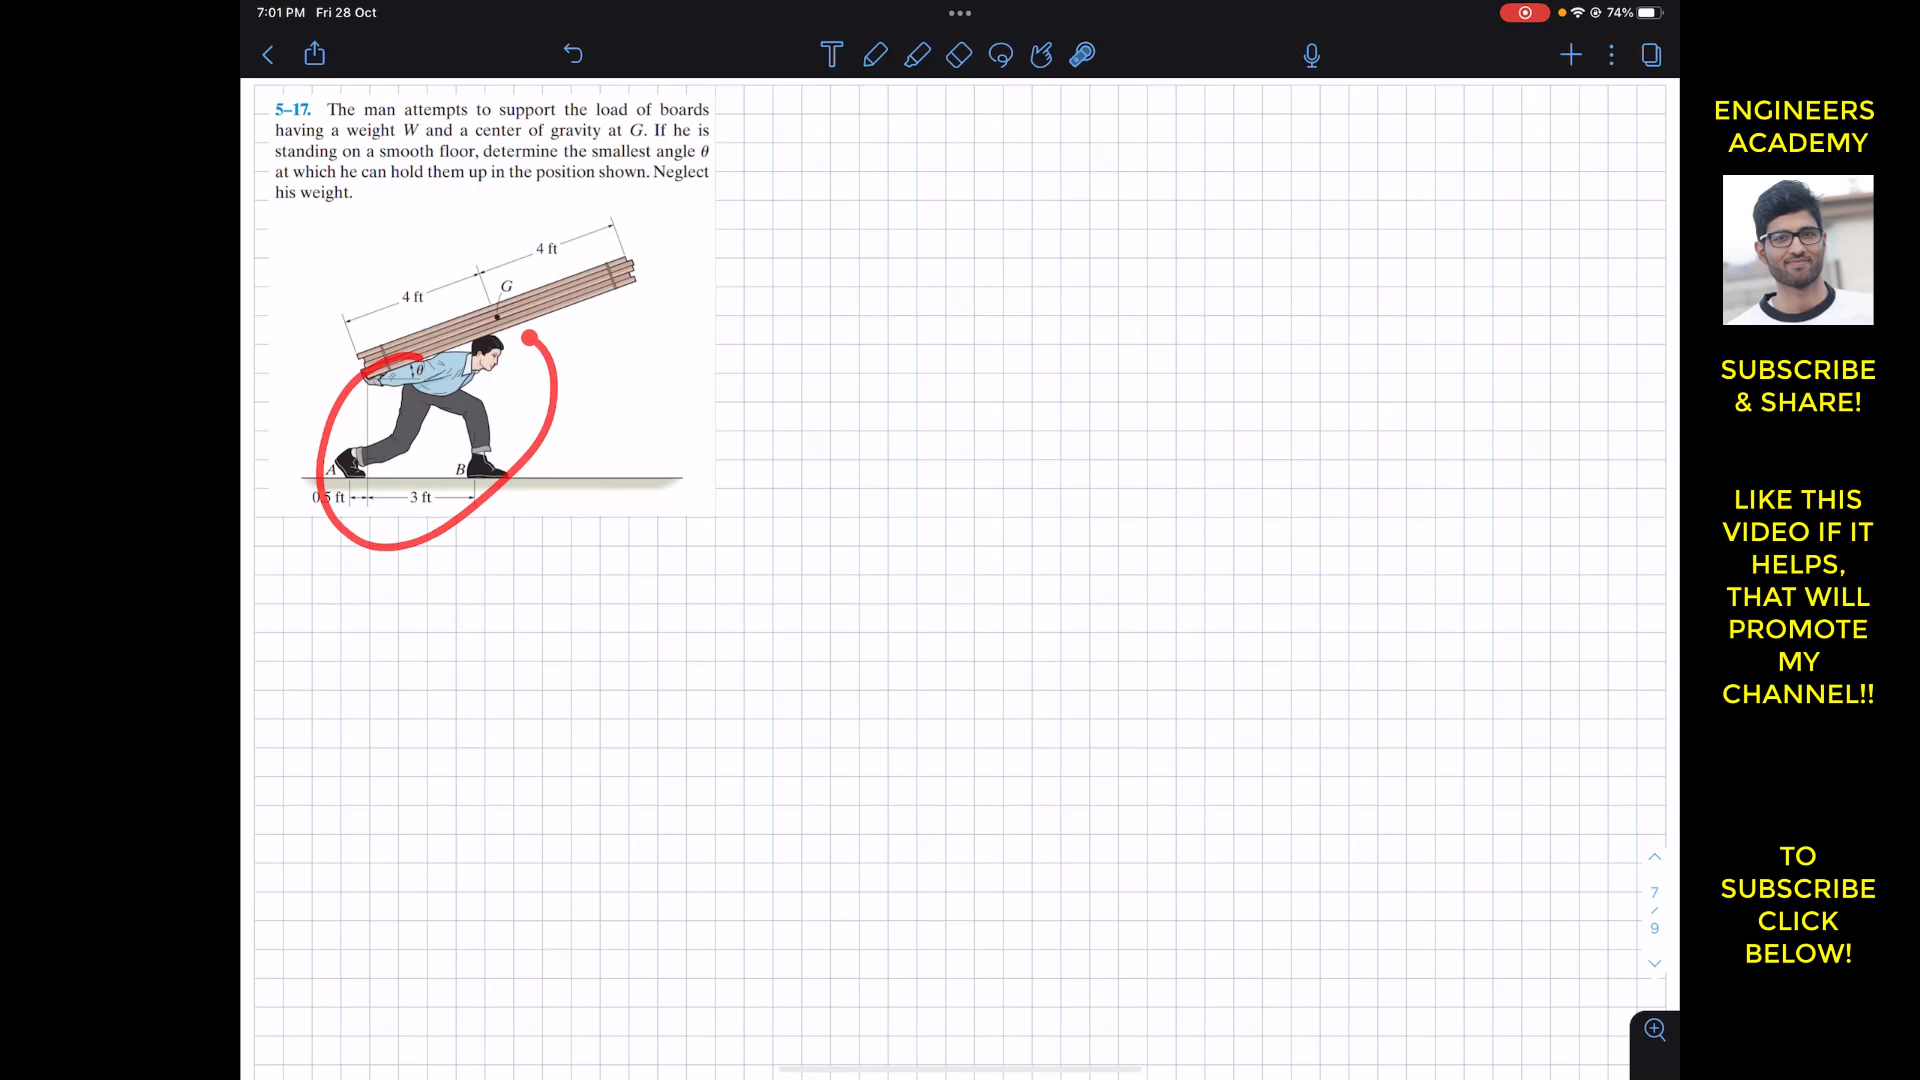 7:01 PM Fri 28 Oct
74%
5–17. The man attempts to support the load of boards
having a weight W and a center of gravity at G. If he is
standing on a smooth floor, determine the smallest angle θ
at which he can hold them up in the position shown. Neglect
his weight.
4 ft
4 ft
G
θ
A
B
0.5 ft
3 ft
7
/
9
ENGINEERS
ACADEMY
SUBSCRIBE
& SHARE!
LIKE THIS
VIDEO IF IT
HELPS,
THAT WILL
PROMOTE
MY
CHANNEL!!
TO
SUBSCRIBE
CLICK
BELOW!